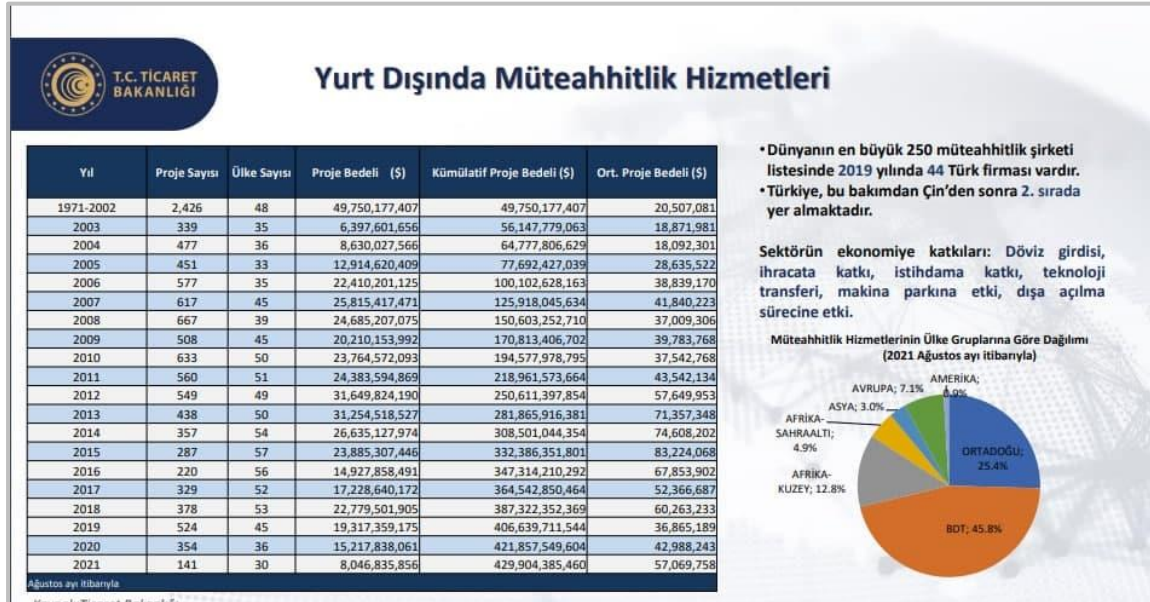 T.C. TİCARET
BAKANLIĞI
Yurt Dışında Müteahhitlik Hizmetleri
Yıl Proje Sayısı Ülke Sayısı Proje Bedeli ($) Kümülatif Proje Bedeli ($) Ort. Proje Bedeli ($)
1971-2002 2,426 48 49,750,177,407 49,750,177,407 20,507,081
2003 339 35 6,397,601,656 56,147,779,063 18,871,981
2004 477 36 8,630,027,566 64,777,806,629 18,092,301
2005 451 33 12,914,620,409 77,692,427,039 28,635,522
2006 577 35 22,410,201,125 100,102,628,163 38,839,170
2007 617 45 25,815,417,471 125,918,045,634 41,840,223
2008 667 39 24,685,207,075 150,603,252,710 37,009,306
2009 508 45 20,210,153,992 170,813,406,702 39,783,768
2010 633 50 23,764,572,093 194,577,978,795 37,542,768
2011 560 51 24,383,594,869 218,961,573,664 43,542,134
2012 549 49 31,649,824,190 250,611,397,854 57,649,953
2013 438 50 31,254,518,527 281,865,916,381 71,357,348
2014 357 54 26,635,127,974 308,501,044,354 74,608,202
2015 287 57 23,885,307,446 332,386,351,801 83,224,068
2016 220 56 14,927,858,491 347,314,210,292 67,853,902
2017 329 52 17,228,640,172 364,542,850,464 52,366,687
2018 378 53 22,779,501,905 387,322,352,369 60,263,233
2019 524 45 19,317,359,175 406,639,711,544 36,865,189
2020 354 36 15,217,838,061 421,857,549,604 42,988,243
2021 141 30 8,046,835,856 429,904,385,460 57,069,758
Ağustos ayı itibarıyla
•Dünyanın en büyük 250 müteahhitlik şirketi
listesinde 2019 yılında 44 Türk firması vardır.
•Türkiye, bu bakımdan Çin'den sonra 2. sırada
yer almaktadır.
Sektörün ekonomiye katkıları: Döviz girdisi,
ihracata katkı, istihdama katkı, teknoloji
transferi, makina parkına etki, dışa açılma
sürecine etki.
Müteahhitlik Hizmetlerinin Ülke Gruplarına Göre Dağılımı
(2021 Ağustos ayı itibarıyla)
AMERİKA;
0.9%
AVRUPA; 7.1%
ASYA; 3.0%
AFRİKA-
SAHRAALTI;
4.9%
AFRİKA-
KUZEY; 12.8%
ORTADOĞU;
25.4%
BDT; 45.8%